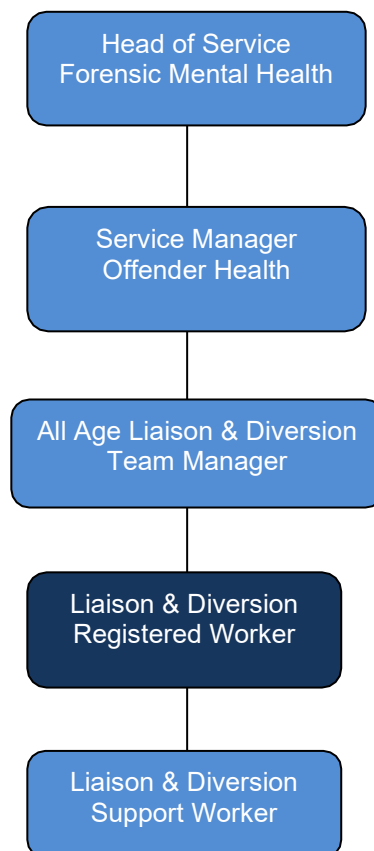 Head of Service
Forensic Mental Health
Service Manager
Offender Health
All Age Liaison & Diversion
Team Manager
Liaison & Diversion
Registered Worker
Liaison & Diversion
Support Worker